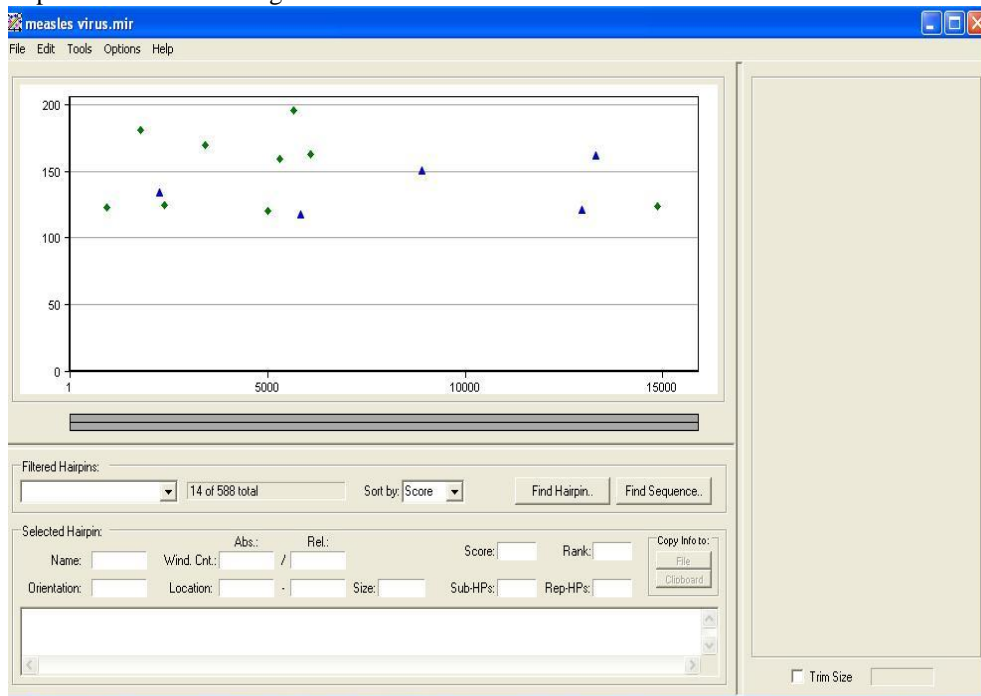 measles virus.mir
File Edit Tools Options Help
200
150
100
50
0
1 5000 10000 15000
Filtered Hairpins:
14 of 588 total Sort by: Score Find Hairpin.. Find Sequence..
Selected Hairpin:
Abs.: Rel.: Copy Info to:
Name: Wind. Cnt.: / Score: Rank: File
Orientation: Location: - Size: Sub-HPs: Rep-HPs: Clipboard
Trim Size